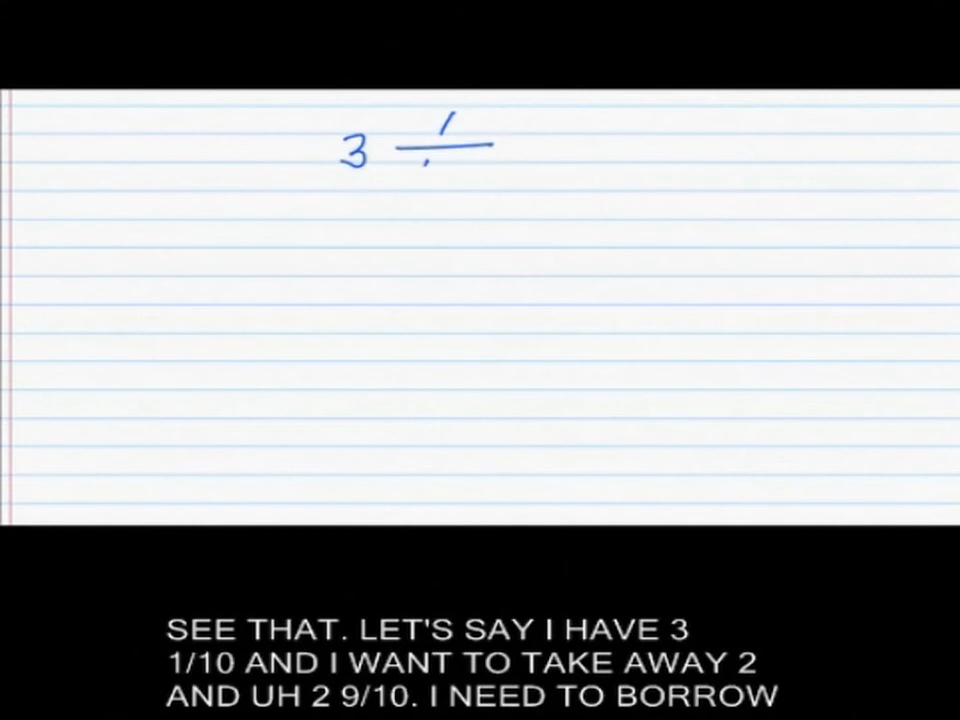 3 1/
SEE THAT. LET'S SAY I HAVE 3
1/10 AND I WANT TO TAKE AWAY 2
AND UH 2 9/10. I NEED TO BORROW